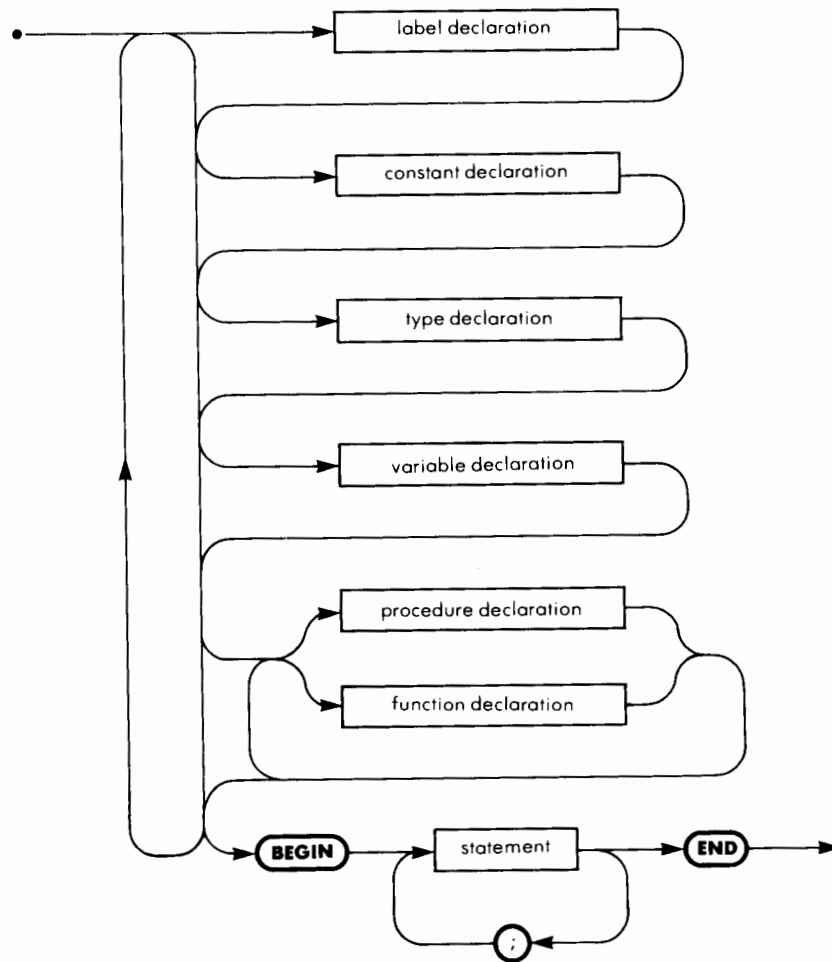 label declaration
constant declaration
type declaration
variable declaration
procedure declaration
function declaration
BEGIN
statement
END
;